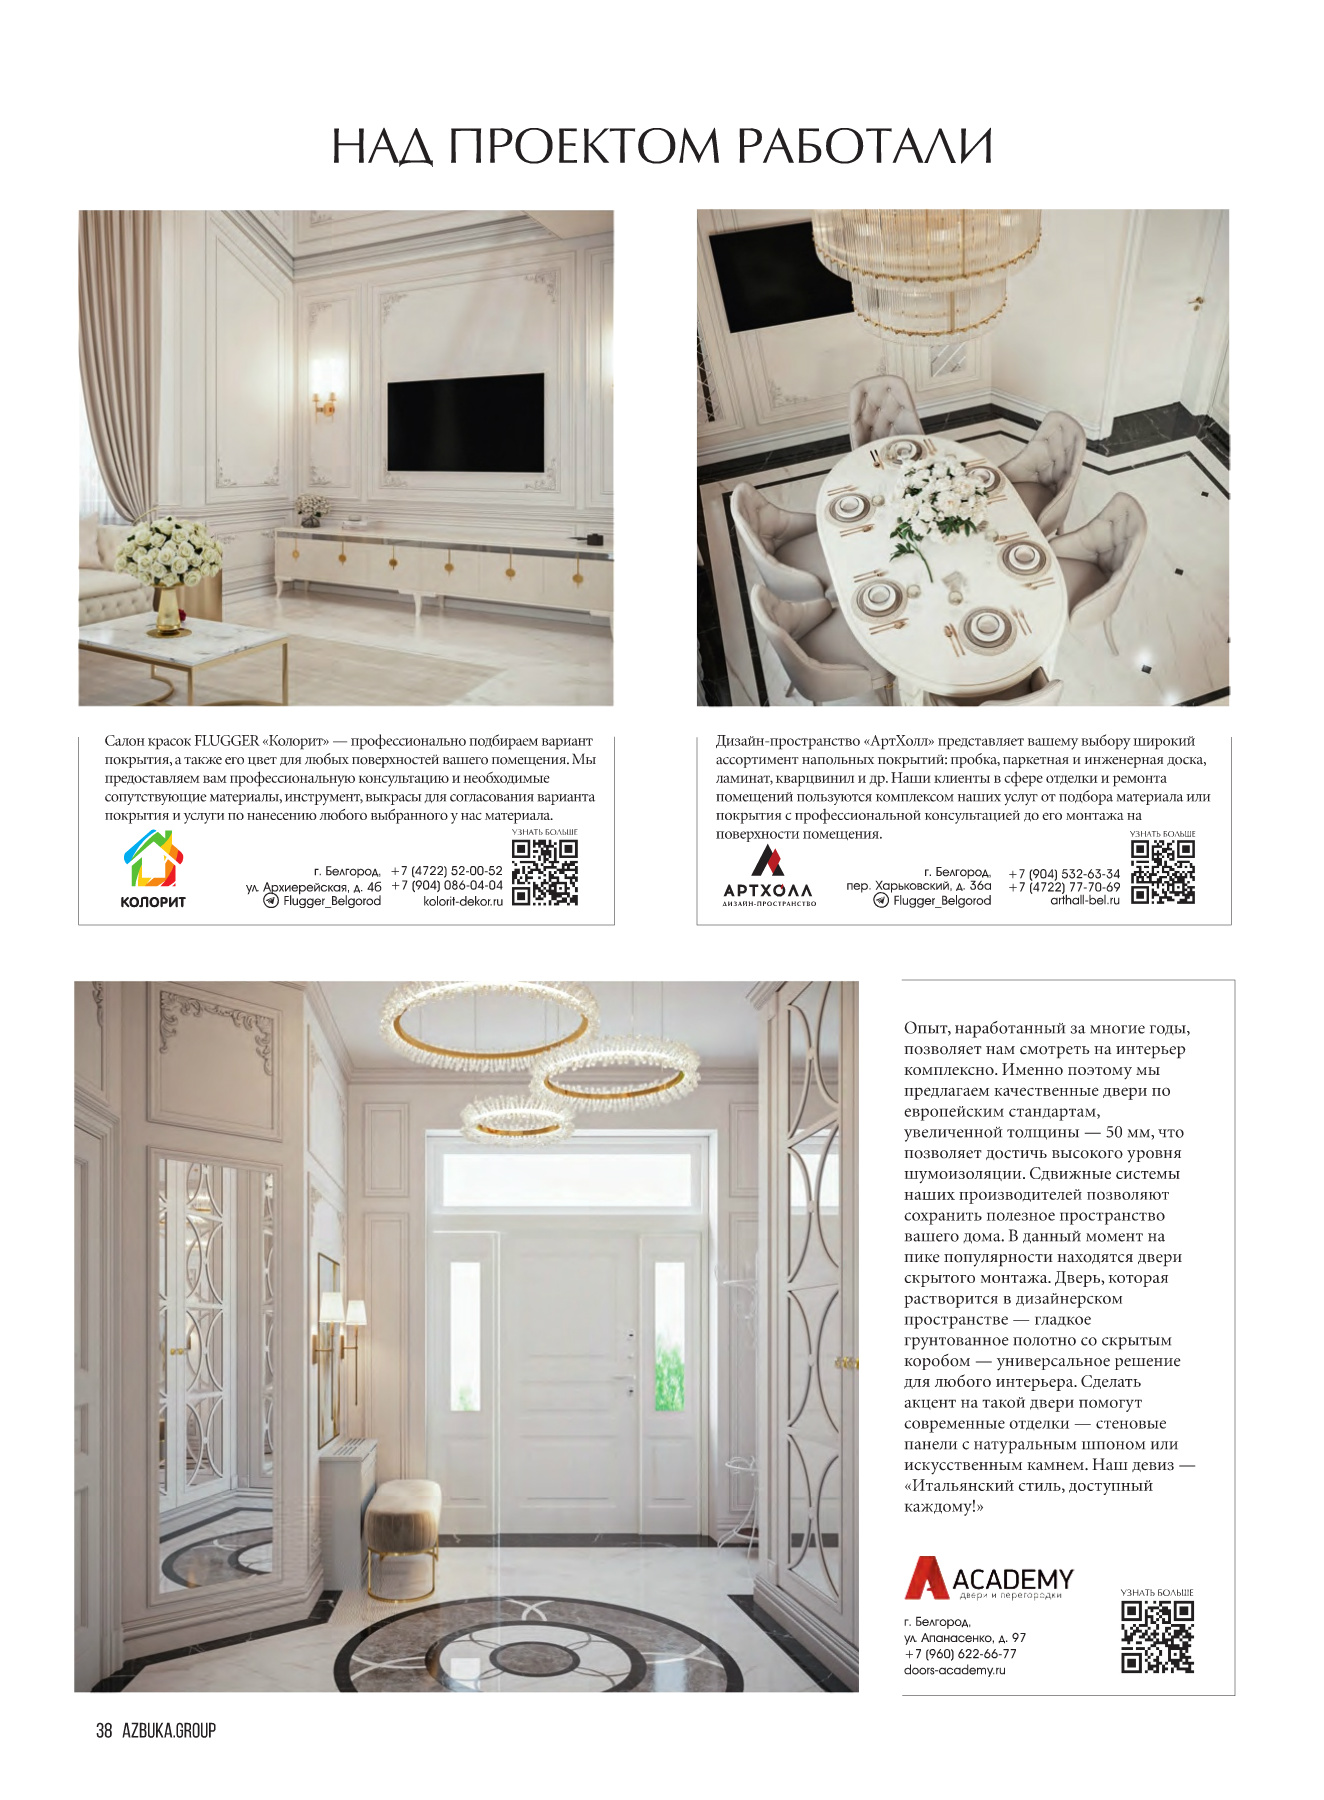 НАД ПРОЕКТОМ РАБОТАЛИ
Салон красок FLUGGER «Колорит» — профессионально подбираем вариант
покрытия, а также его цвет для любых поверхностей вашего помещения. Мы
предоставляем вам профессиональную консультацию и необходимые
сопутствующие материалы, инструмент, выкрасы для согласования варианта
покрытия и услуги по нанесению любого выбранного у нас материала.
УЗНАТЬ БОЛЬШЕ
КОЛОРИТ
г. Белгород,
ул. Архиерейская, д. 4б
Flugger_Belgorod
+7 (4722) 52-00-52
+7 (904) 086-04-04
kolorit-dekor.ru
Дизайн-пространство «АртХолл» представляет вашему выбору широкий
ассортимент напольных покрытий: пробка, паркетная и инженерная доска,
ламинат, кварцвинил и др. Наши клиенты в сфере отделки и ремонта
помещений пользуются комплексом наших услуг от подбора материала или
покрытия с профессиональной консультацией до его монтажа на
поверхности помещения.
УЗНАТЬ БОЛЬШЕ
АРТХОЛЛ
ДИЗАЙН-ПРОСТРАНСТВО
г. Белгород,
пер. Харьковский, д. 36а
Flugger_Belgorod
+7 (904) 532-63-34
+7 (4722) 77-70-69
arthall-bel.ru
Опыт, наработанный за многие годы,
позволяет нам смотреть на интерьер
комплексно. Именно поэтому мы
предлагаем качественные двери по
европейским стандартам,
увеличенной толщины — 50 мм, что
позволяет достичь высокого уровня
шумоизоляции. Сдвижные системы
наших производителей позволяют
сохранить полезное пространство
вашего дома. В данный момент на
пике популярности находятся двери
скрытого монтажа. Дверь, которая
растворится в дизайнерском
пространстве — гладкое
грунтованное полотно со скрытым
коробом — универсальное решение
для любого интерьера. Сделать
акцент на такой двери помогут
современные отделки — стеновые
панели с натуральным шпоном или
искусственным камнем. Наш девиз —
«Итальянский стиль, доступный
каждому!»
ACADEMY
двери и перегородки
УЗНАТЬ БОЛЬШЕ
г. Белгород,
ул. Апанасенко, д. 97
+7 (960) 622-66-77
doors-academy.ru
38 AZBUKA.GROUP